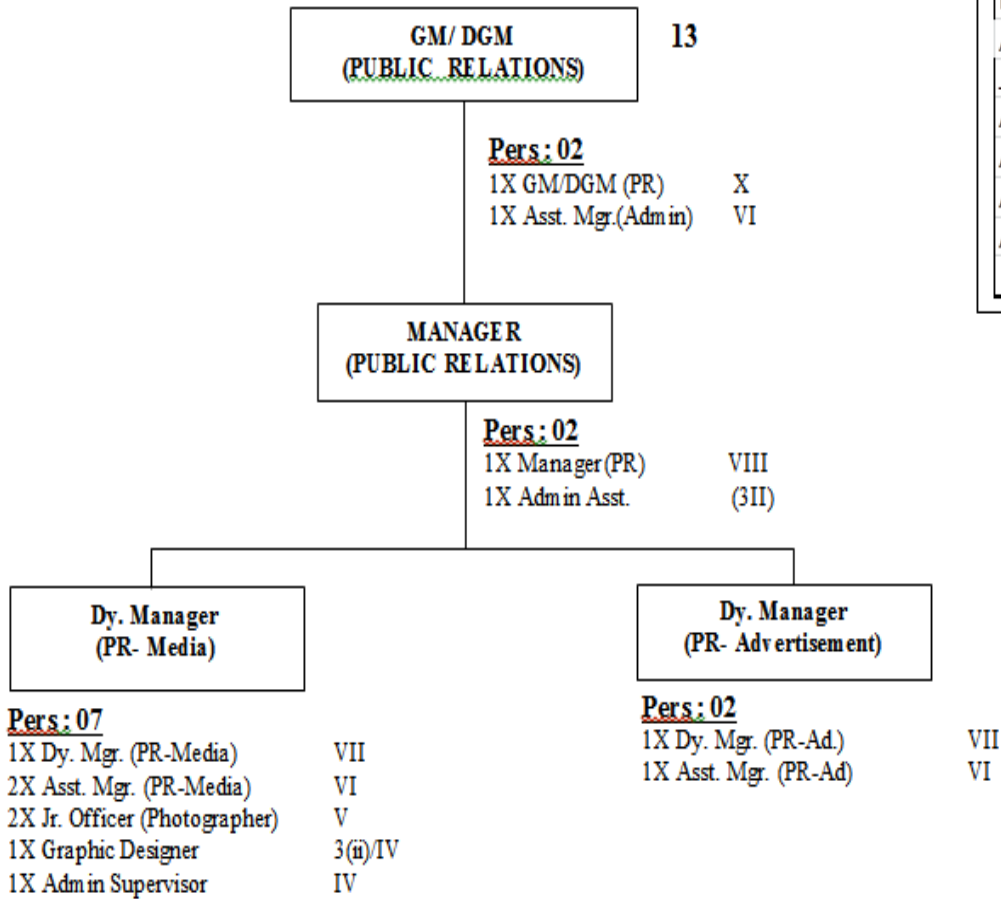 GM/ DGM
(PUBLIC RELATIONS)
13
Pers : 02
1X GM/DGM (PR) X
1X Asst. Mgr.(Admin) VI
MANAGER
(PUBLIC RELATIONS)
Pers : 02
1X Manager(PR) VIII
1X Admin Asst. (3II)
Dy. Manager
(PR- Media)
Pers : 07
1X Dy. Mgr. (PR-Media) VII
2X Asst. Mgr. (PR-Media) VI
2X Jr. Officer (Photographer) V
1X Graphic Designer 3(ii)/IV
1X Admin Supervisor IV
Dy. Manager
(PR- Advertisement)
Pers : 02
1X Dy. Mgr. (PR-Ad.) VII
1X Asst. Mgr. (PR-Ad) VI